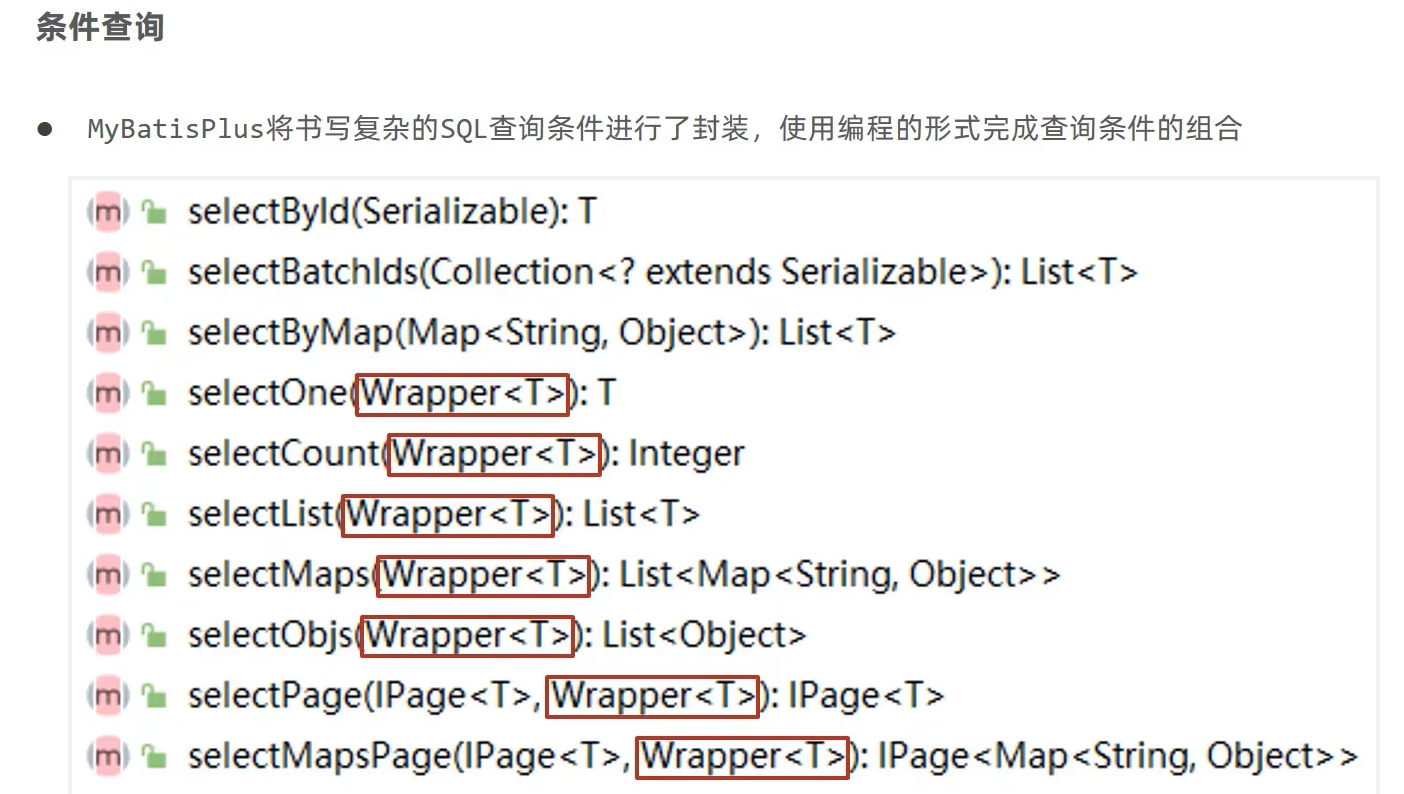 条件查询
● MyBatisPlus将书写复杂的SQL查询条件进行了封装，使用编程的形式完成查询条件的组合
m selectById(Serializable): T
m selectBatchIds(Collection<? extends Serializable>): List<T>
m selectByMap(Map<String, Object>): List<T>
m selectOne(Wrapper<T>): T
m selectCount(Wrapper<T>): Integer
m selectList(Wrapper<T>): List<T>
m selectMaps(Wrapper<T>): List<Map<String, Object>>
m selectObjs(Wrapper<T>): List<Object>
m selectPage(IPage<T>, Wrapper<T>): IPage<T>
m selectMapsPage(IPage<T>, Wrapper<T>): IPage<Map<String, Object>>